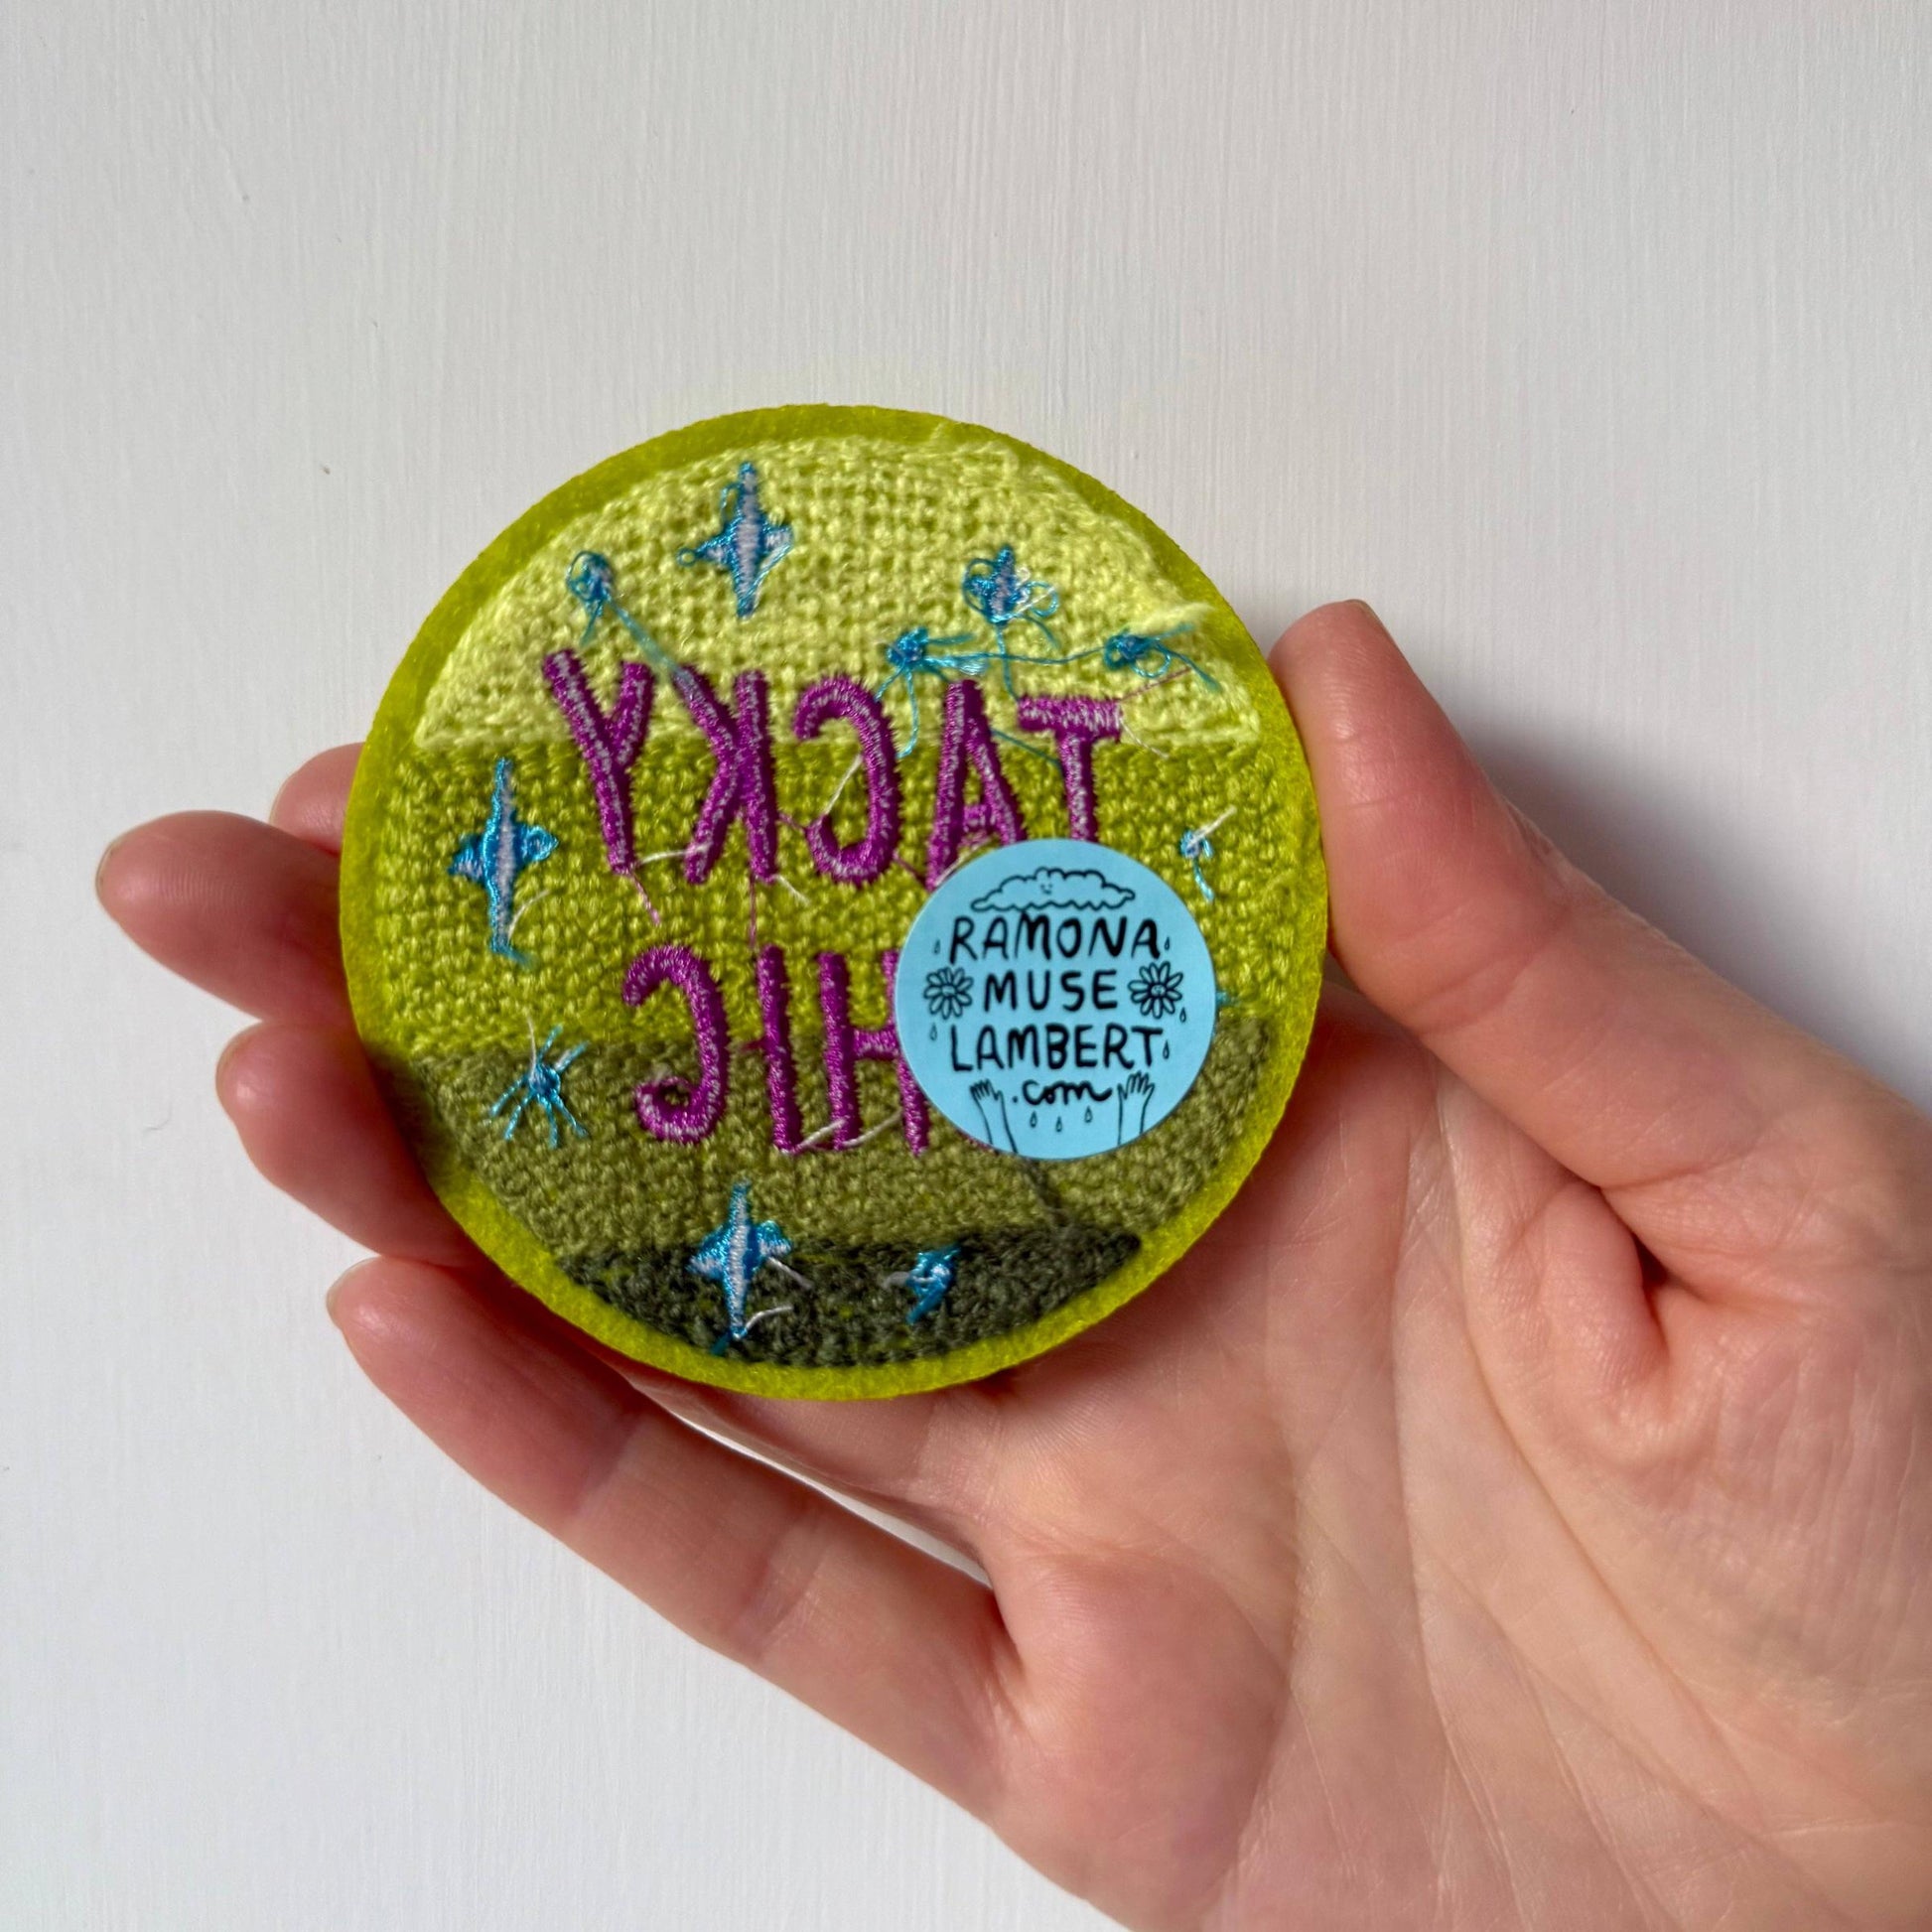 TACKY
HIC
RAMONA
MUSE
LAMBERT
.com